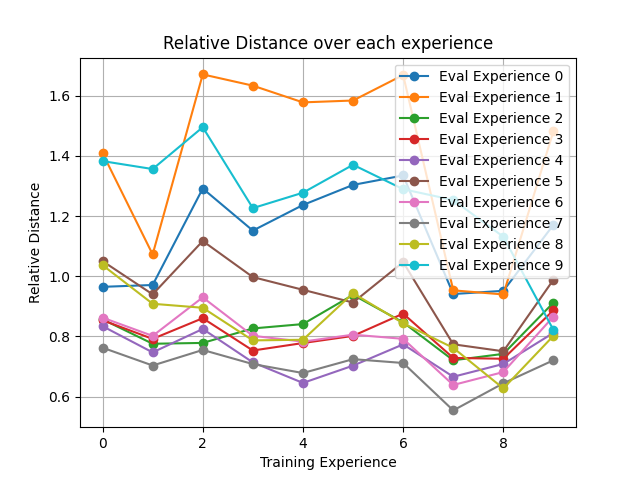 Relative Distance over each experience
Relative Distance
1.6
1.4
1.2
1.0
0.8
0.6
Eval Experience 0
Eval Experience 1
Eval Experience 2
Eval Experience 3
Eval Experience 4
Eval Experience 5
Eval Experience 6
Eval Experience 7
Eval Experience 8
Eval Experience 9
0 2 4 6 8
Training Experience